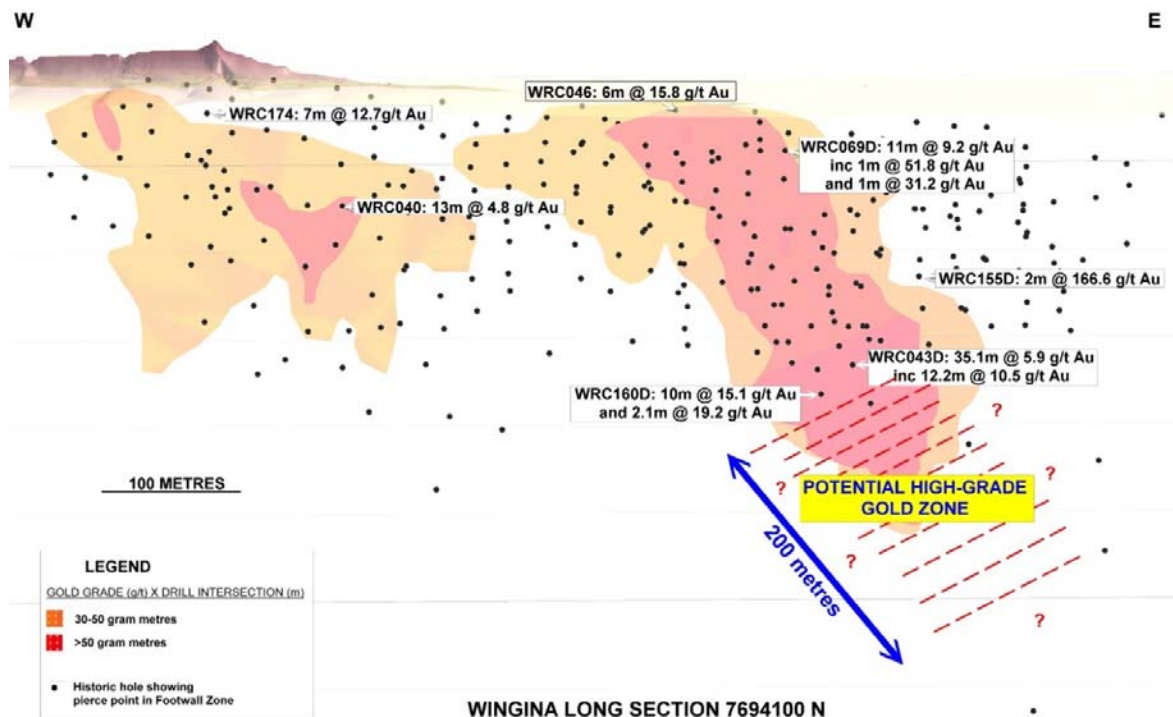 W
E
WRC046: 6m @ 15.8 g/t Au
WRC174: 7m @ 12.7g/t Au
WRC069D: 11m @ 9.2 g/t Au
inc 1m @ 51.8 g/t Au
and 1m @ 31.2 g/t Au
WRC040: 13m @ 4.8 g/t Au
WRC155D: 2m @ 166.6 g/t Au
WRC043D: 35.1m @ 5.9 g/t Au
inc 12.2m @ 10.5 g/t Au
WRC160D: 10m @ 15.1 g/t Au
and 2.1m @ 19.2 g/t Au
?
?
?
100 METRES
POTENTIAL HIGH-GRADE
GOLD ZONE
200 metres
?
?
LEGEND
GOLD GRADE (g/t) X DRILL INTERSECTION (m)
30-50 gram metres
>50 gram metres
Historic hole showing
pierce point in Footwall Zone
WINGINA LONG SECTION 7694100 N